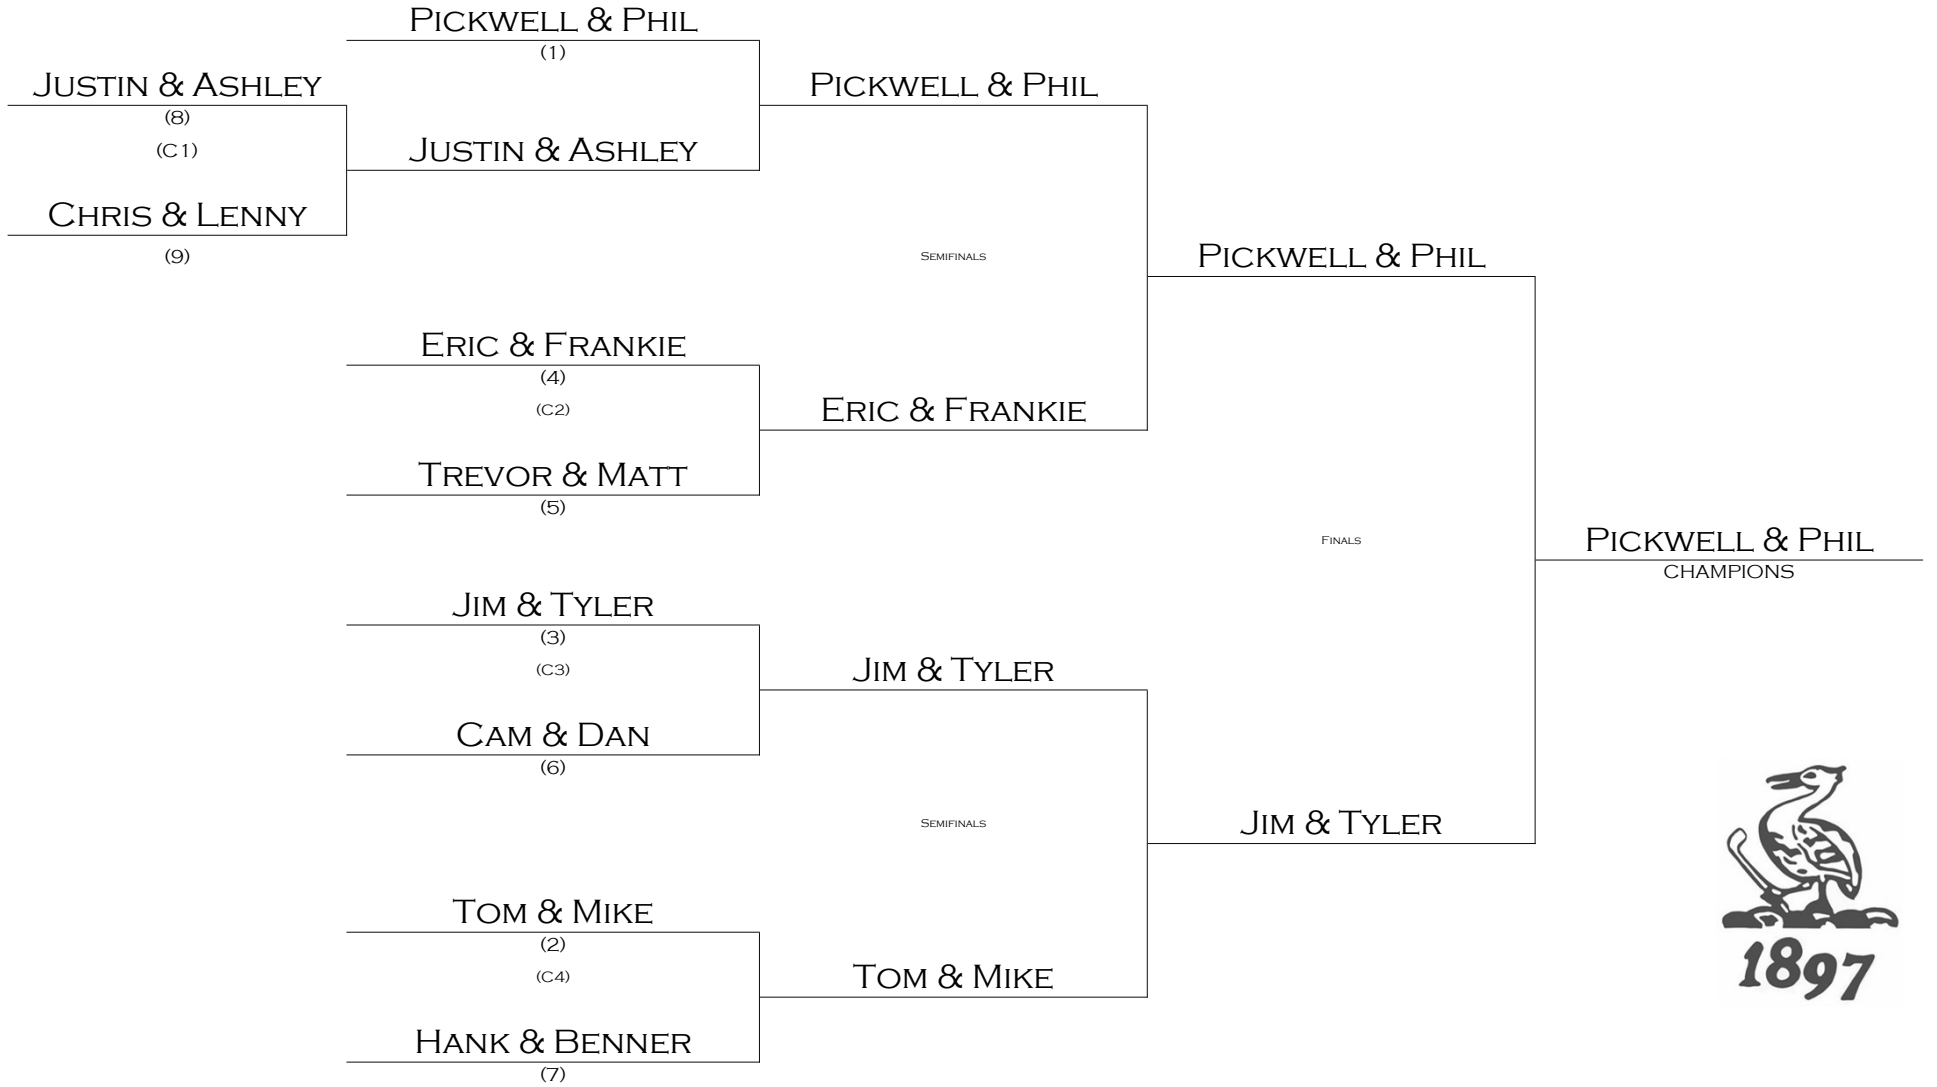 PICKWELL & PHIL
(1)
JUSTIN & ASHLEY
(8)
(C1)
CHRIS & LENNY
(9)
JUSTIN & ASHLEY
PICKWELL & PHIL
SEMIFINALS
ERIC & FRANKIE
(4)
(C2)
TREVOR & MATT
(5)
ERIC & FRANKIE
PICKWELL & PHIL
JIM & TYLER
(3)
(C3)
CAM & DAN
(6)
JIM & TYLER
SEMIFINALS
TOM & MIKE
(2)
(C4)
HANK & BENNER
(7)
TOM & MIKE
JIM & TYLER
FINALS
PICKWELL & PHIL
CHAMPIONS
1897